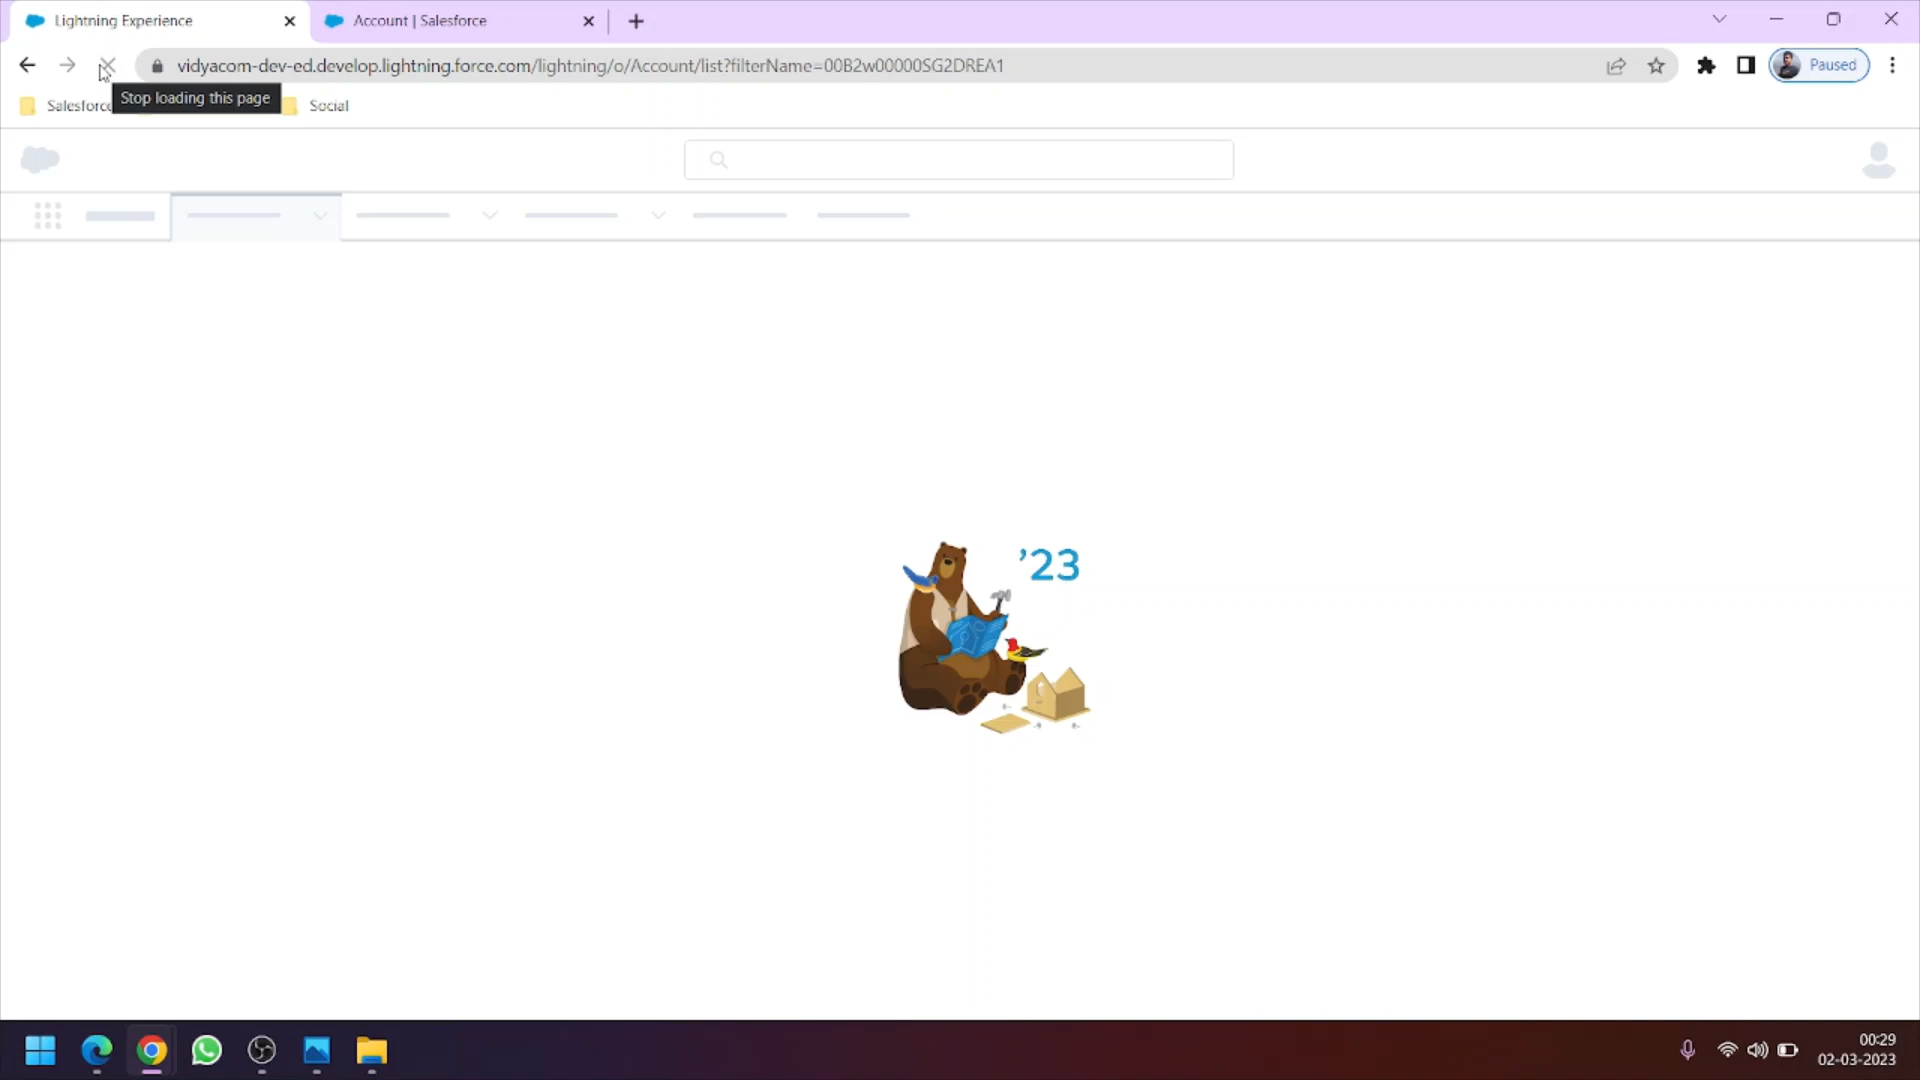 Lightning Experience
Account | Salesforce
vidyacom-dev-ed.develop.lightning.force.com/lightning/o/Account/list?filterName=00B2w00000SG2DREA1
Paused
Salesforce
Stop loading this page
Social
’23
00:29
02-03-2023